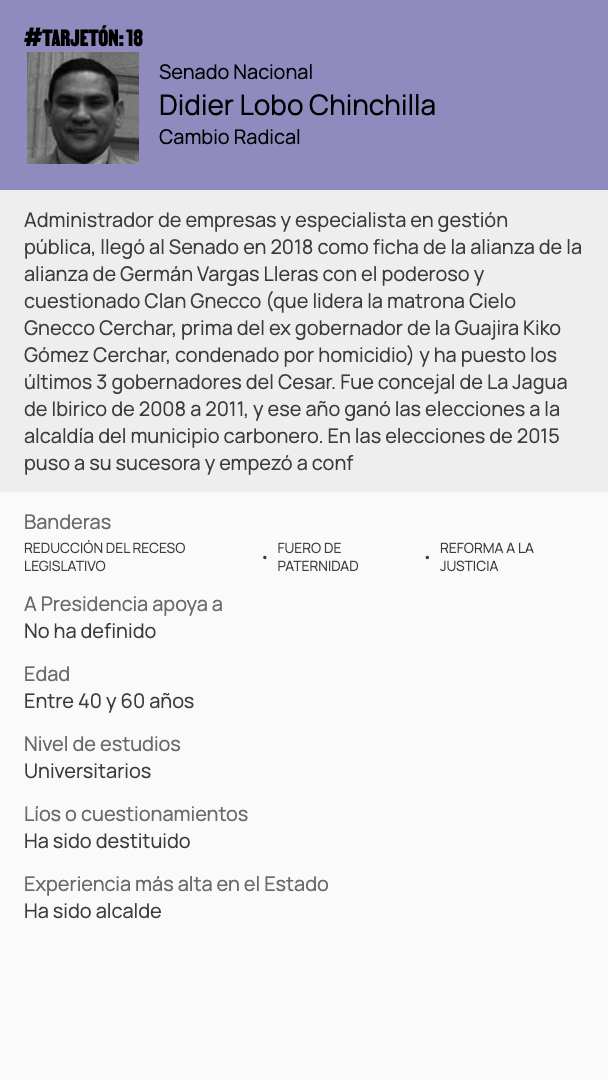 #TARJETÓN: 18
Senado Nacional
Didier Lobo Chinchilla
Cambio Radical
Administrador de empresas y especialista en gestión
pública, llegó al Senado en 2018 como ficha de la alianza de la
alianza de Germán Vargas Lleras con el poderoso y
cuestionado Clan Gnecco (que lidera la matrona Cielo
Gnecco Cerchar, prima del ex gobernador de la Guajira Kiko
Gómez Cerchar, condenado por homicidio) y ha puesto los
últimos 3 gobernadores del Cesar. Fue concejal de La Jagua
de Ibirico de 2008 a 2011, y ese año ganó las elecciones a la
alcaldía del municipio carbonero. En las elecciones de 2015
puso a su sucesora y empezó a conf
Banderas
REDUCCIÓN DEL RECESO
LEGISLATIVO
• FUERO DE
PATERNIDAD
• REFORMA A LA
JUSTICIA
A Presidencia apoya a
No ha definido
Edad
Entre 40 y 60 años
Nivel de estudios
Universitarios
Líos o cuestionamientos
Ha sido destituido
Experiencia más alta en el Estado
Ha sido alcalde